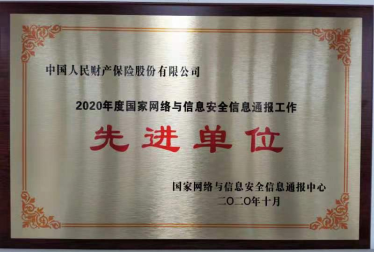 中国人民财产保险股份有限公司
2020年度国家网络与信息安全信息通报工作
先进单位
国家网络与信息安全信息通报中心
二〇二〇年十月